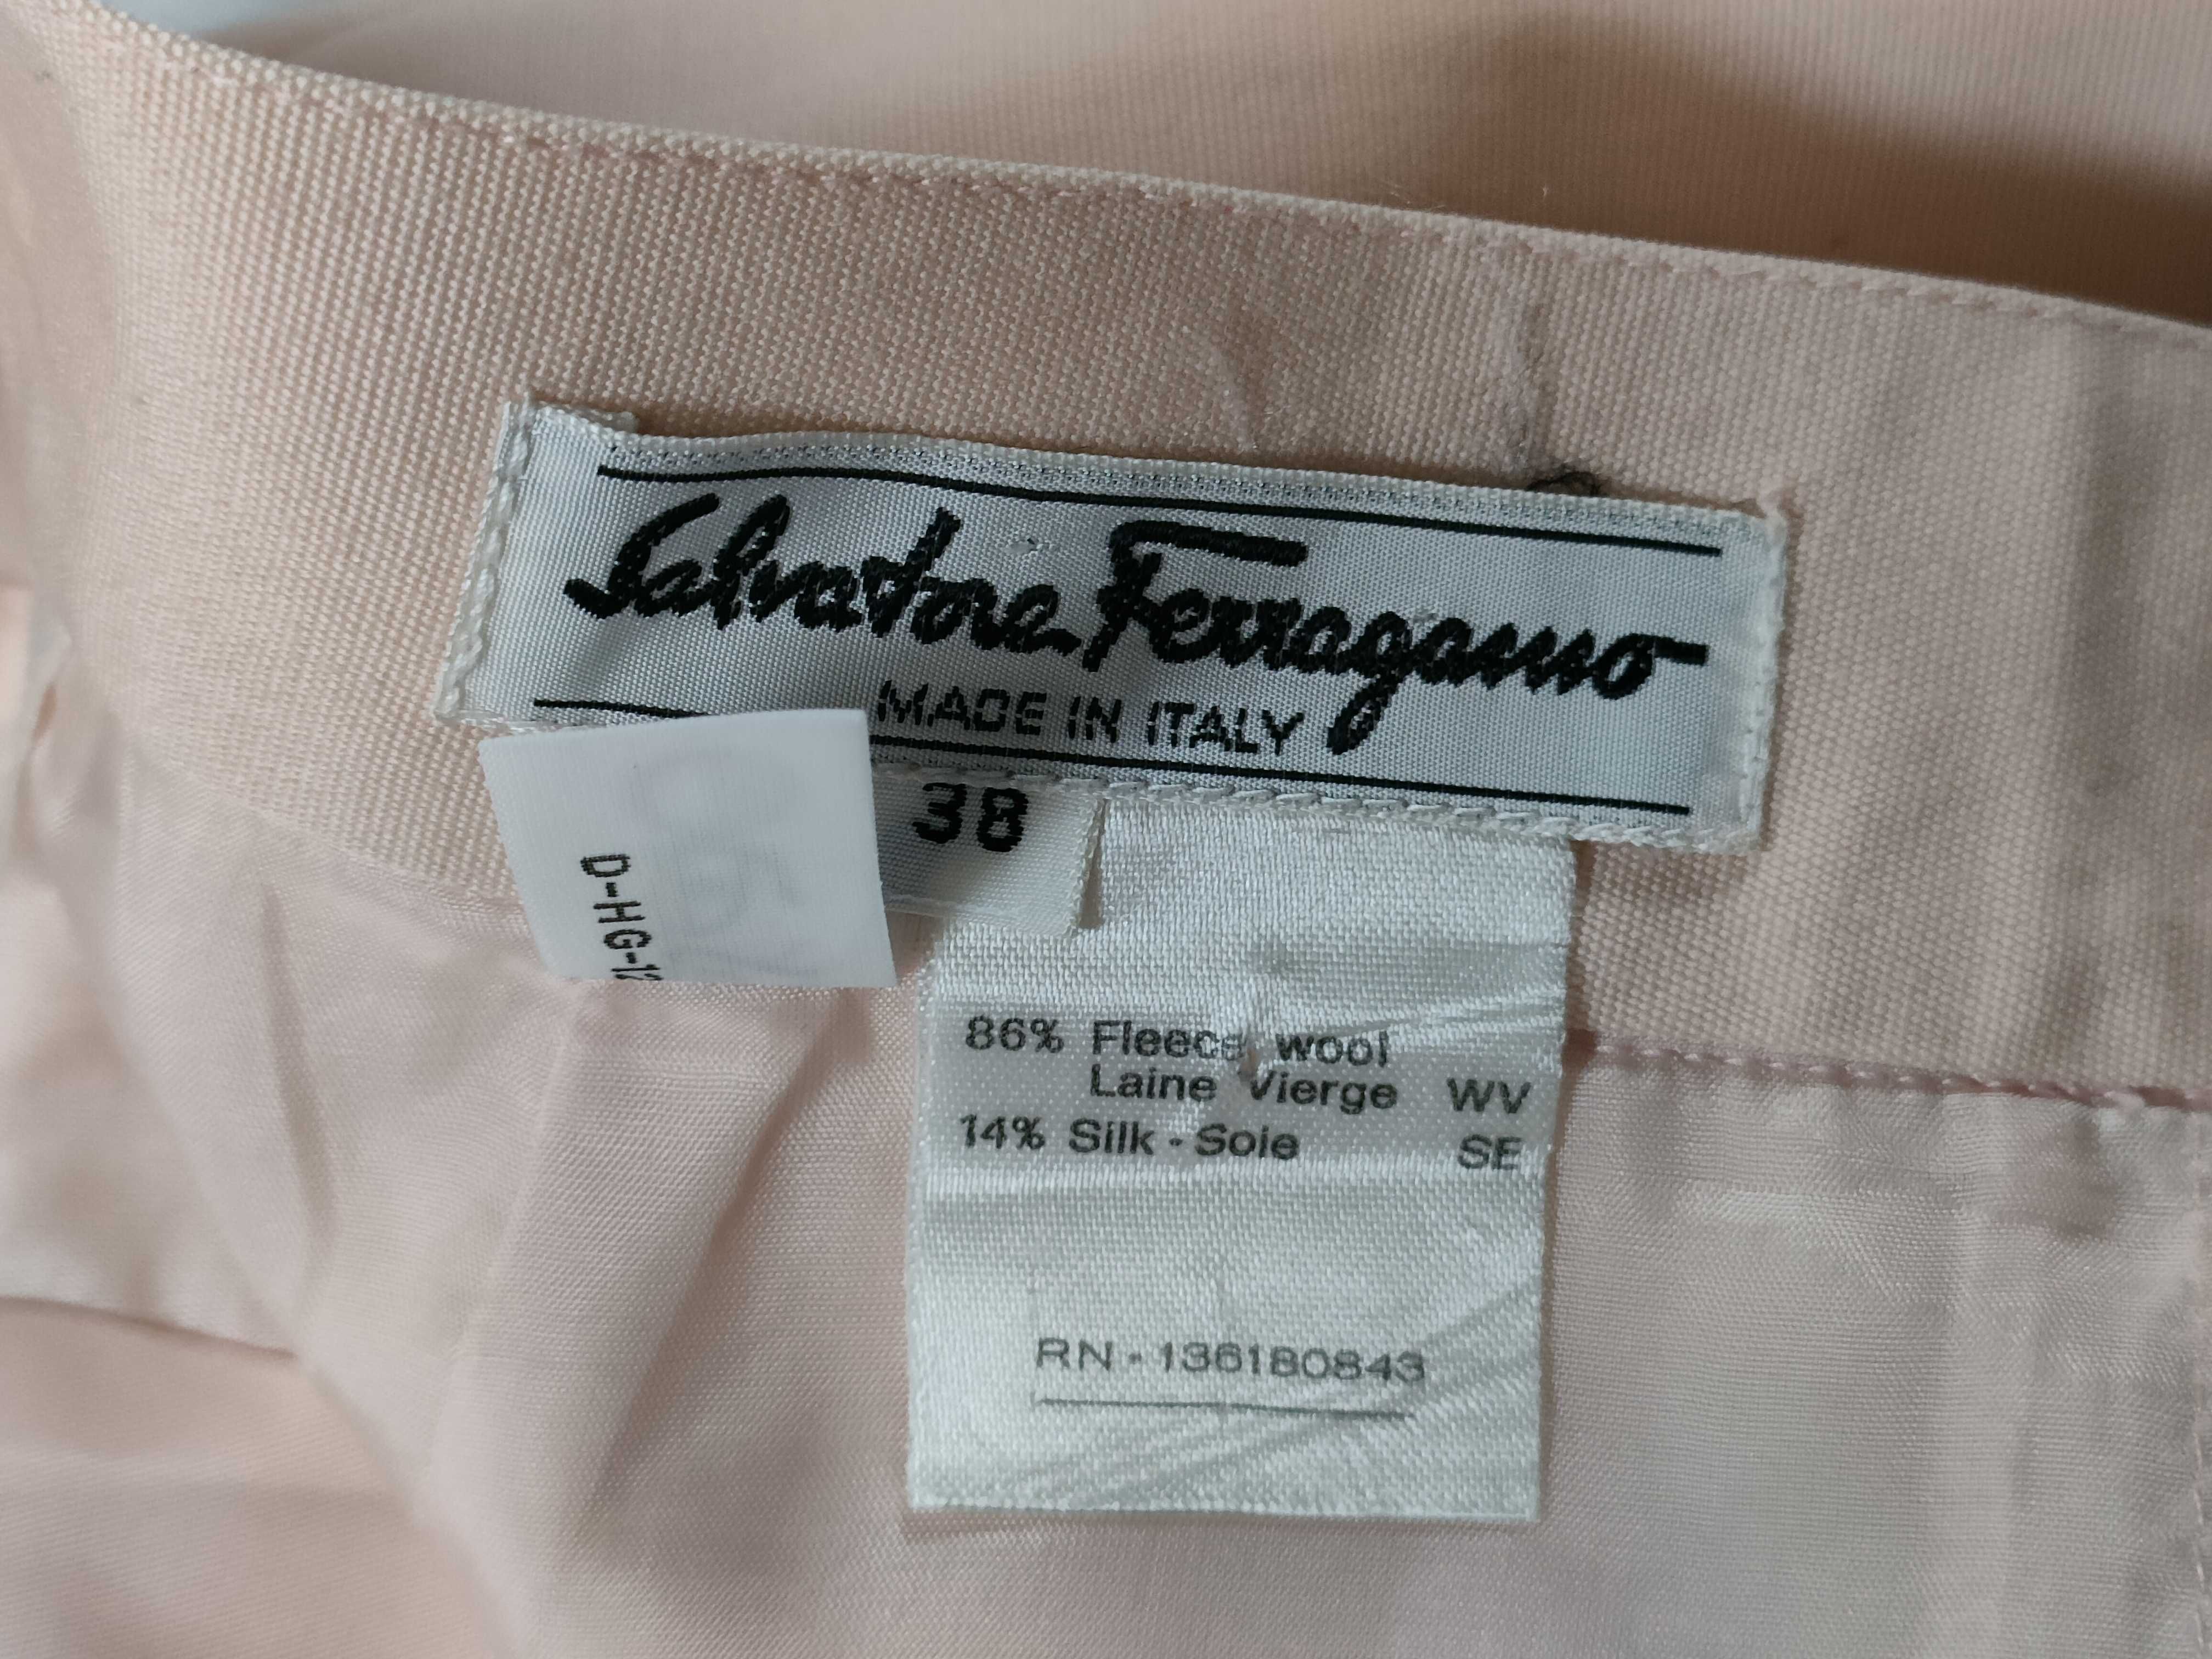 Salvatore Ferragamo
MADE IN ITALY
38
D-HG-12
86% Fleece wool
Laine Vierge WV
14% Silk - Soie SE
RN - 136180843